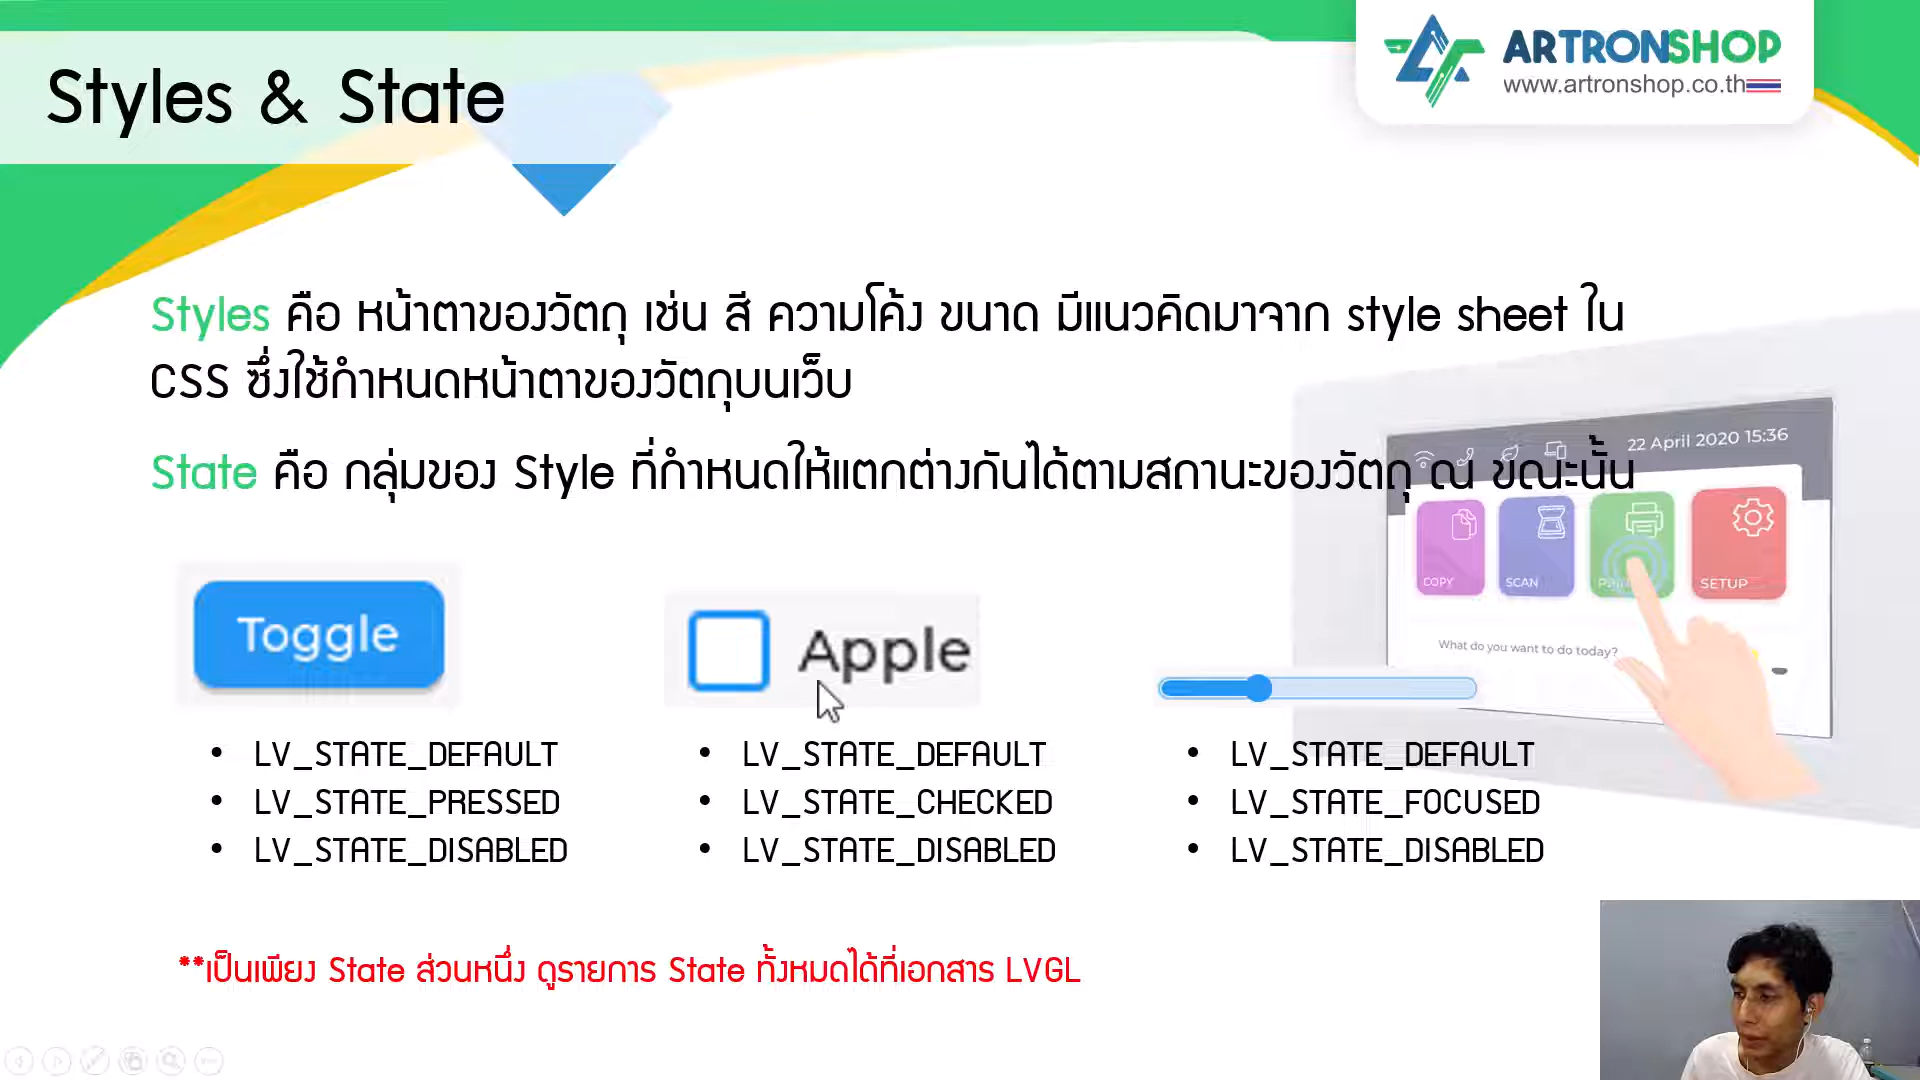 Styles & State
ARTRONSHOP
www.artronshop.co.th
Styles คือ หน้าตาของวัตถุ เช่น สี ความโค้ง ขนาด มีแนวคิดมาจาก style sheet ใน
CSS ซึ่งใช้กำหนดหน้าตาของวัตถุบนเว็บ
State คือ กลุ่มของ Style ที่กำหนดให้แตกต่างกันได้ตามสถานะของวัตถุ ณ ขณะนั้น
22 April 2020 15:36
COPY
SCAN
SETUP
What do you want to do today?
Toggle
Apple
• LV_STATE_DEFAULT
• LV_STATE_PRESSED
• LV_STATE_DISABLED
• LV_STATE_DEFAULT
• LV_STATE_CHECKED
• LV_STATE_DISABLED
• LV_STATE_DEFAULT
• LV_STATE_FOCUSED
• LV_STATE_DISABLED
**เป็นเพียง State ส่วนหนึ่ง ดูรายการ State ทั้งหมดได้ที่เอกสาร LVGL